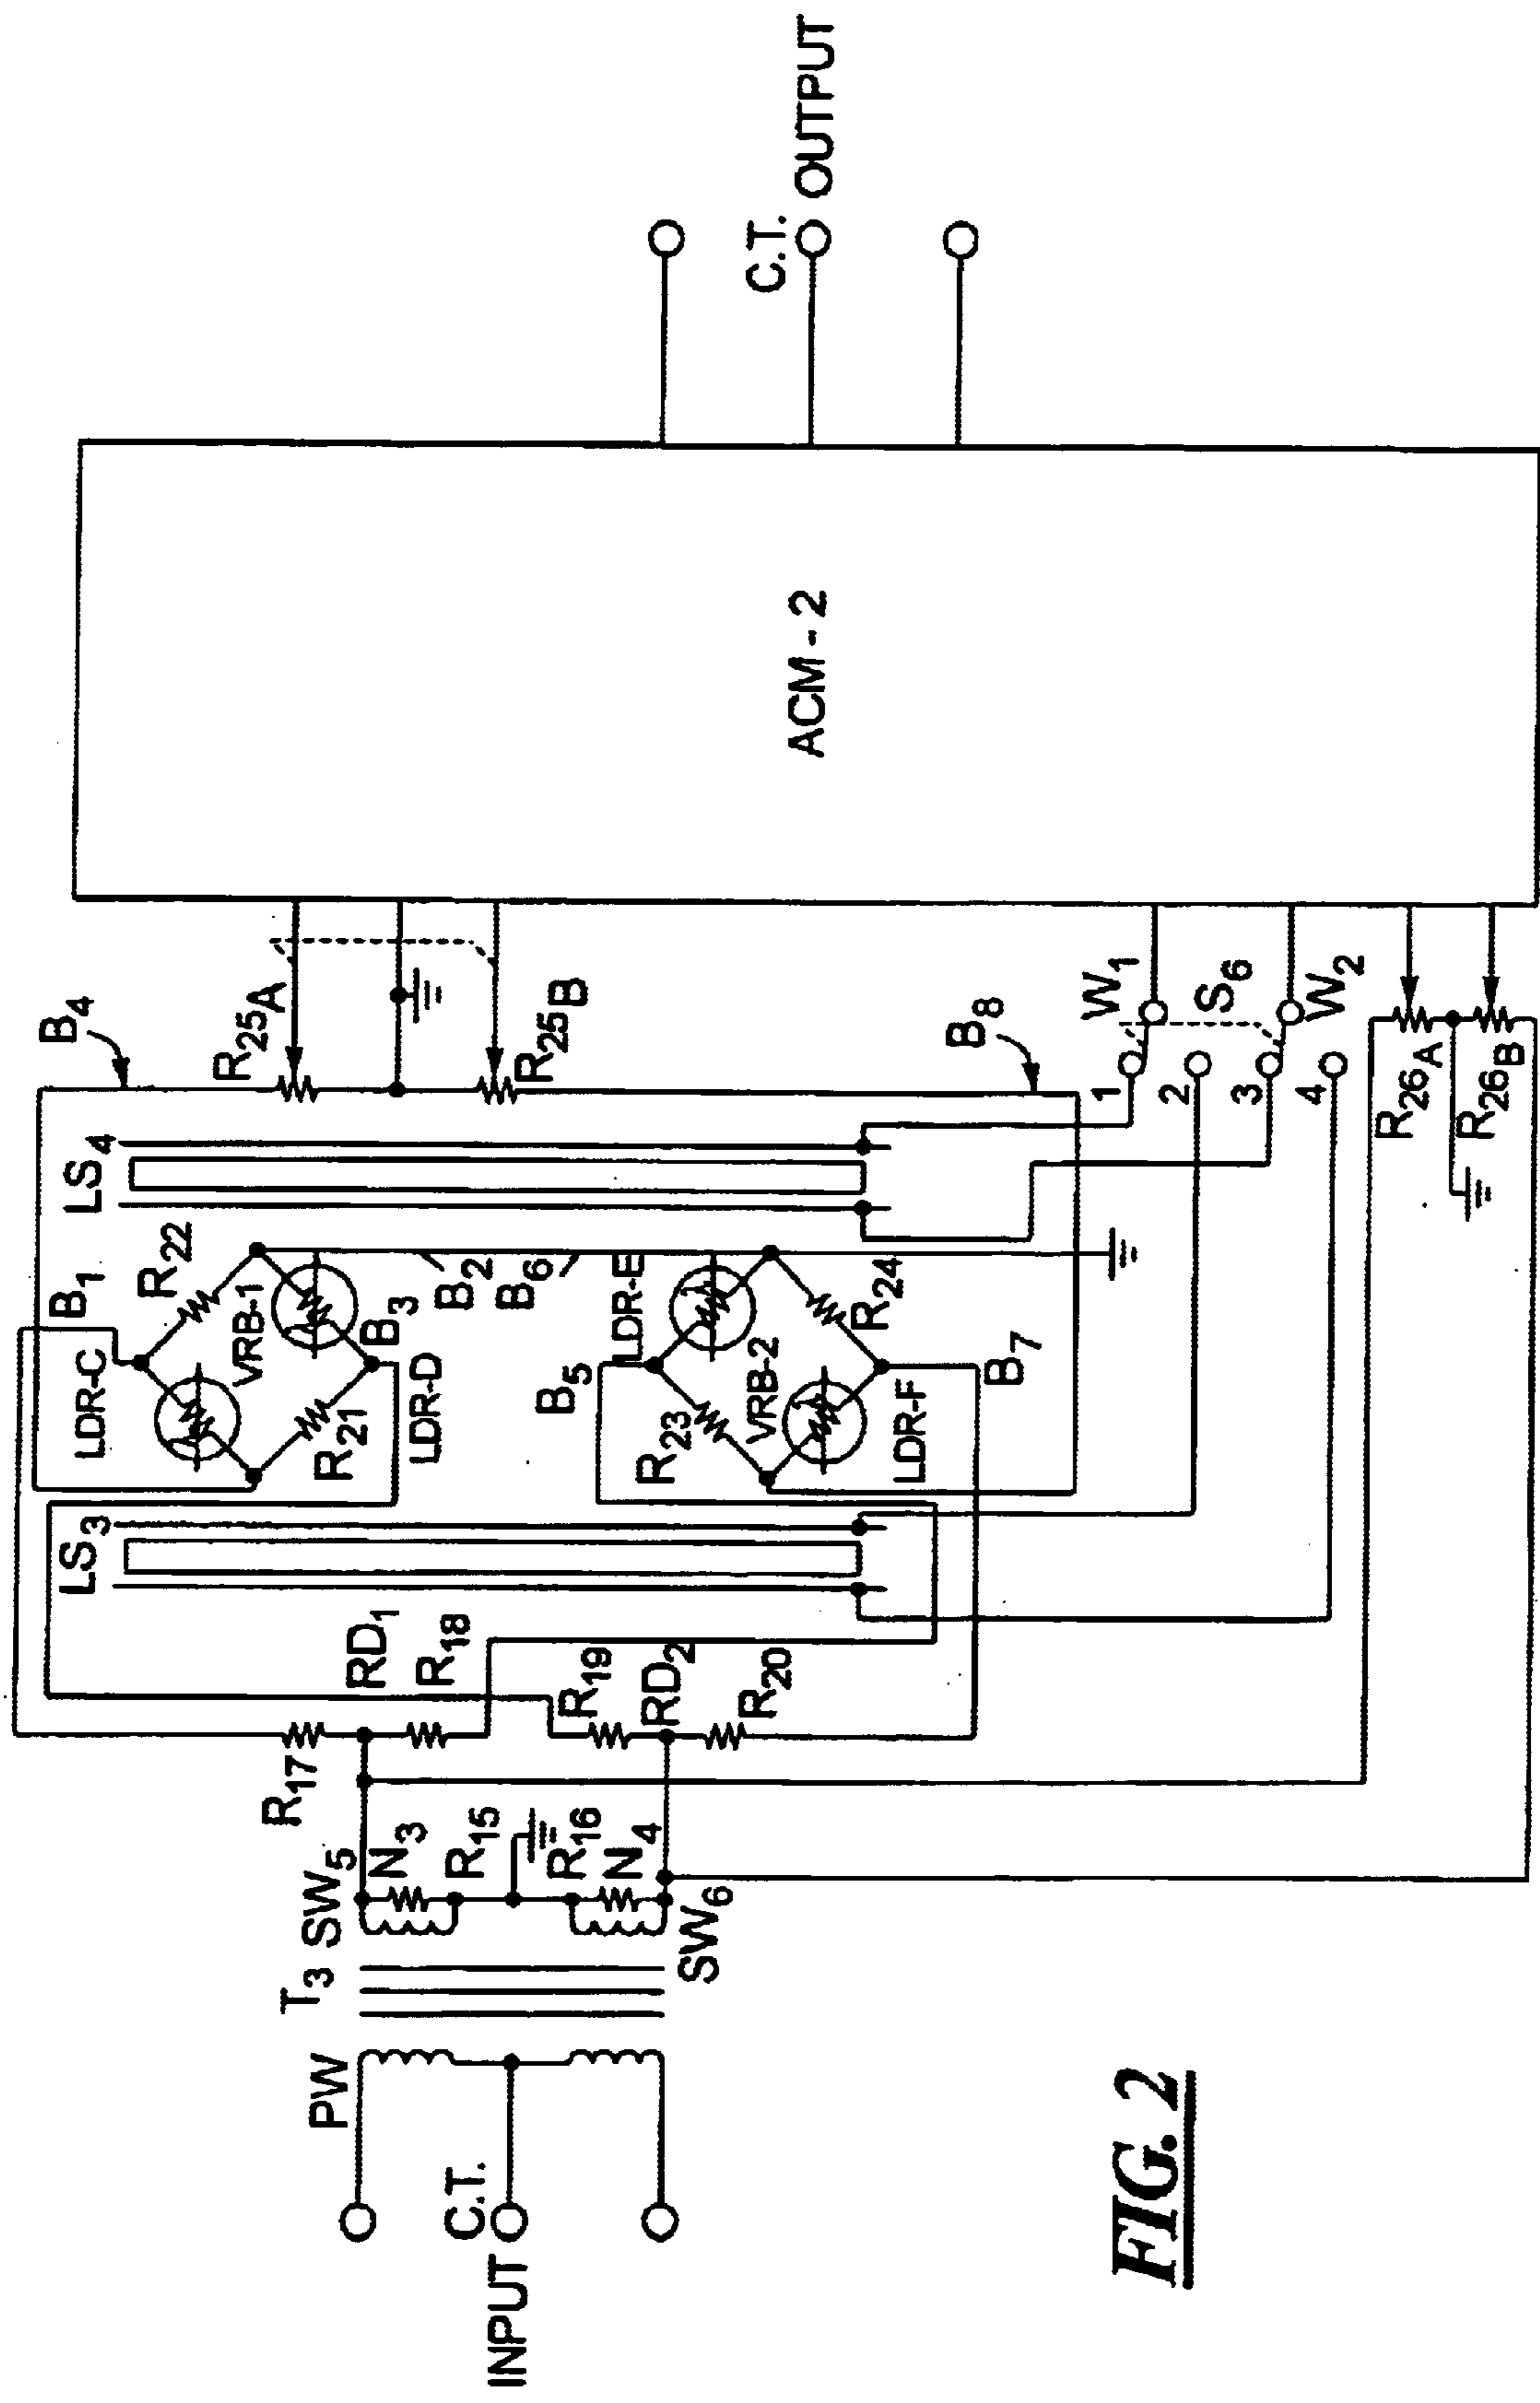 INPUT
C.T.
PW
T3
SW5
SW6
N3
R15
R16
N4
R17
RD1
R18
R19
RD2
R20
LS3
LDR-C
B1
R22
VRB-1
B3
R21
LDR-D
B2
B6
LDR-E
B5
R23
VRB-2
R24
B7
LDR-F
LS4
B4
R25A
R25B
B8
W1
S6
W2
1
2
3
4
R26A
R26B
ACM - 2
C.T.
OUTPUT
FIG. 2